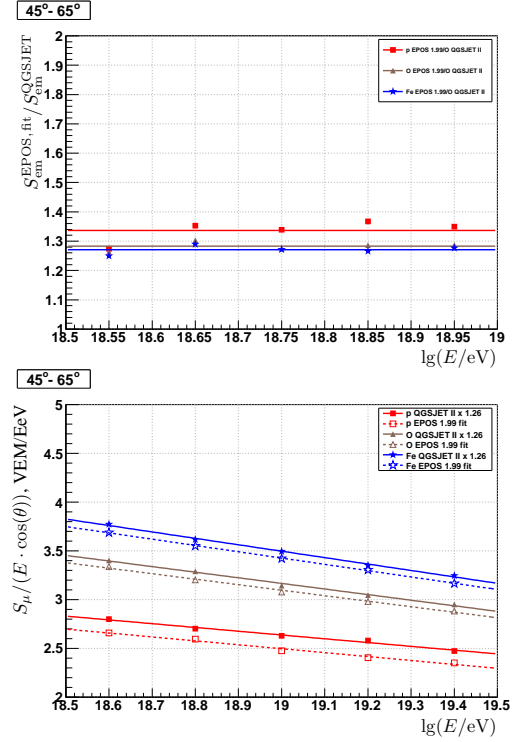 45°- 65°
S_em^EPOS, fit / S_em^QGSJET
2
1.9
1.8
1.7
1.6
1.5
1.4
1.3
1.2
1.1
1
p EPOS 1.99/O QGSJET II
O EPOS 1.99/O QGSJET II
Fe EPOS 1.99/O QGSJET II
18.5 18.55 18.6 18.65 18.7 18.75 18.8 18.85 18.9 18.95 19
lg(E/eV)
45°- 65°
S_μ/(E · cos(θ)), VEM/EeV
5
4.5
4
3.5
3
2.5
2
p QGSJET II x 1.26
p EPOS 1.99 fit
O QGSJET II x 1.26
O EPOS 1.99 fit
Fe QGSJET II x 1.26
Fe EPOS 1.99 fit
18.5 18.6 18.7 18.8 18.9 19 19.1 19.2 19.3 19.4 19.5
lg(E/eV)